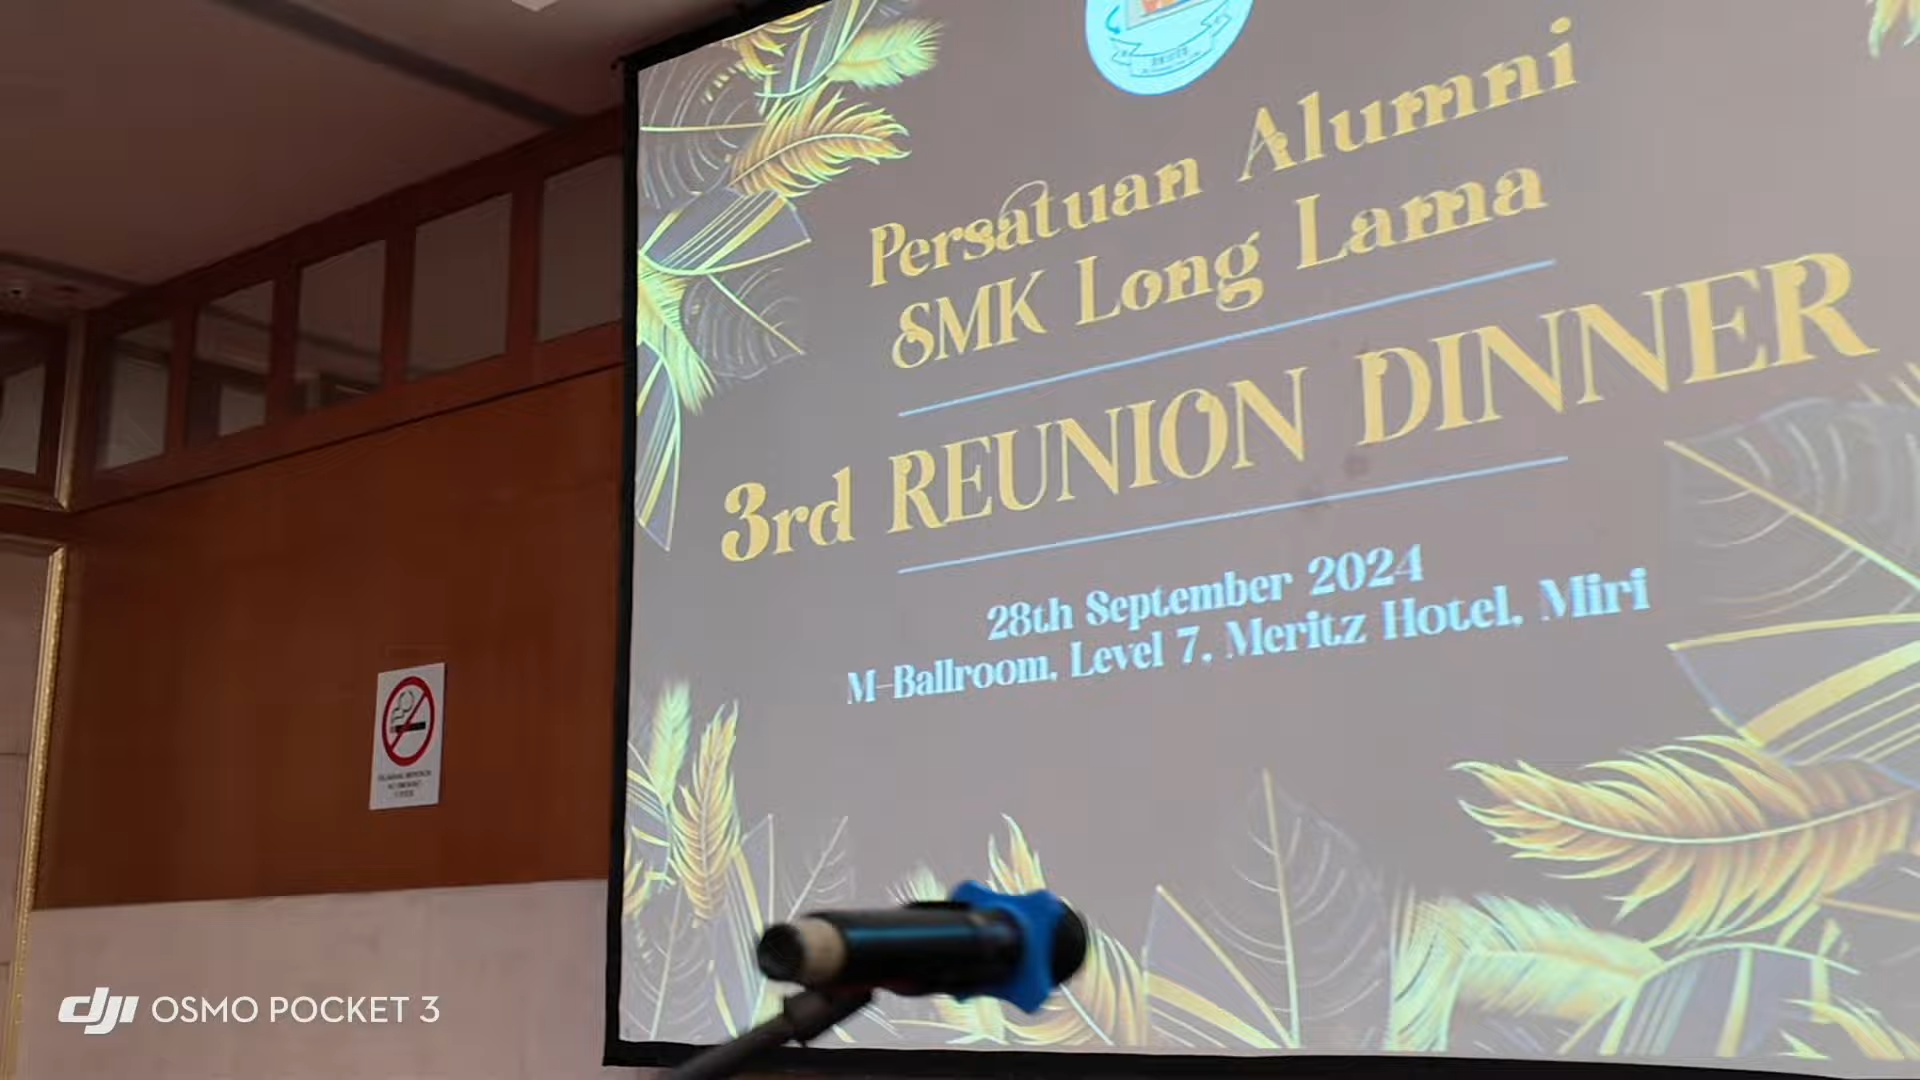 Persatuan Alumni
SMK Long Lama
3rd REUNION DINNER
28th September 2024
M-Ballroom, Level 7, Meritz Hotel, Miri
dji OSMO POCKET 3